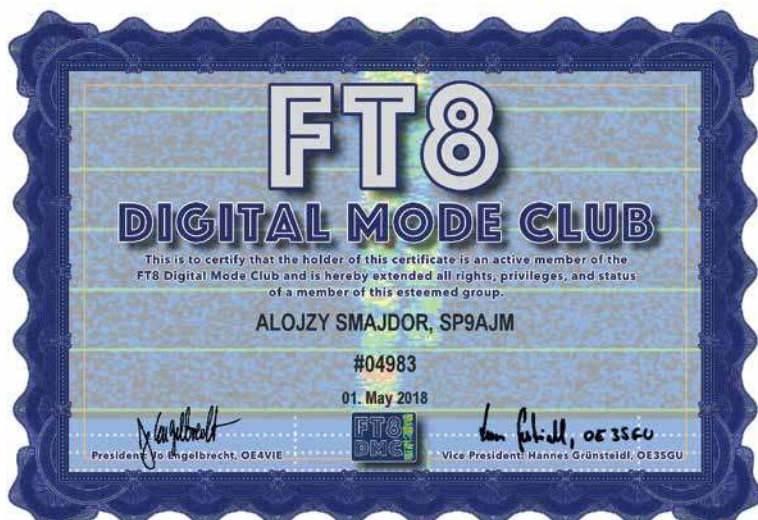 FT8
DIGITAL MODE CLUB
This is to certify that the holder of this certificate is an active member of the
FT8 Digital Mode Club and is hereby extended all rights, privileges, and status
of a member of this esteemed group.
ALOJZY SMAJDOR, SP9AJM
#04983
01. May 2018
FT8
DMC
OE3SGU
President: Jo Engelbrecht, OE4VIE
Vice President: Hannes Grünsteidl, OE3SGU